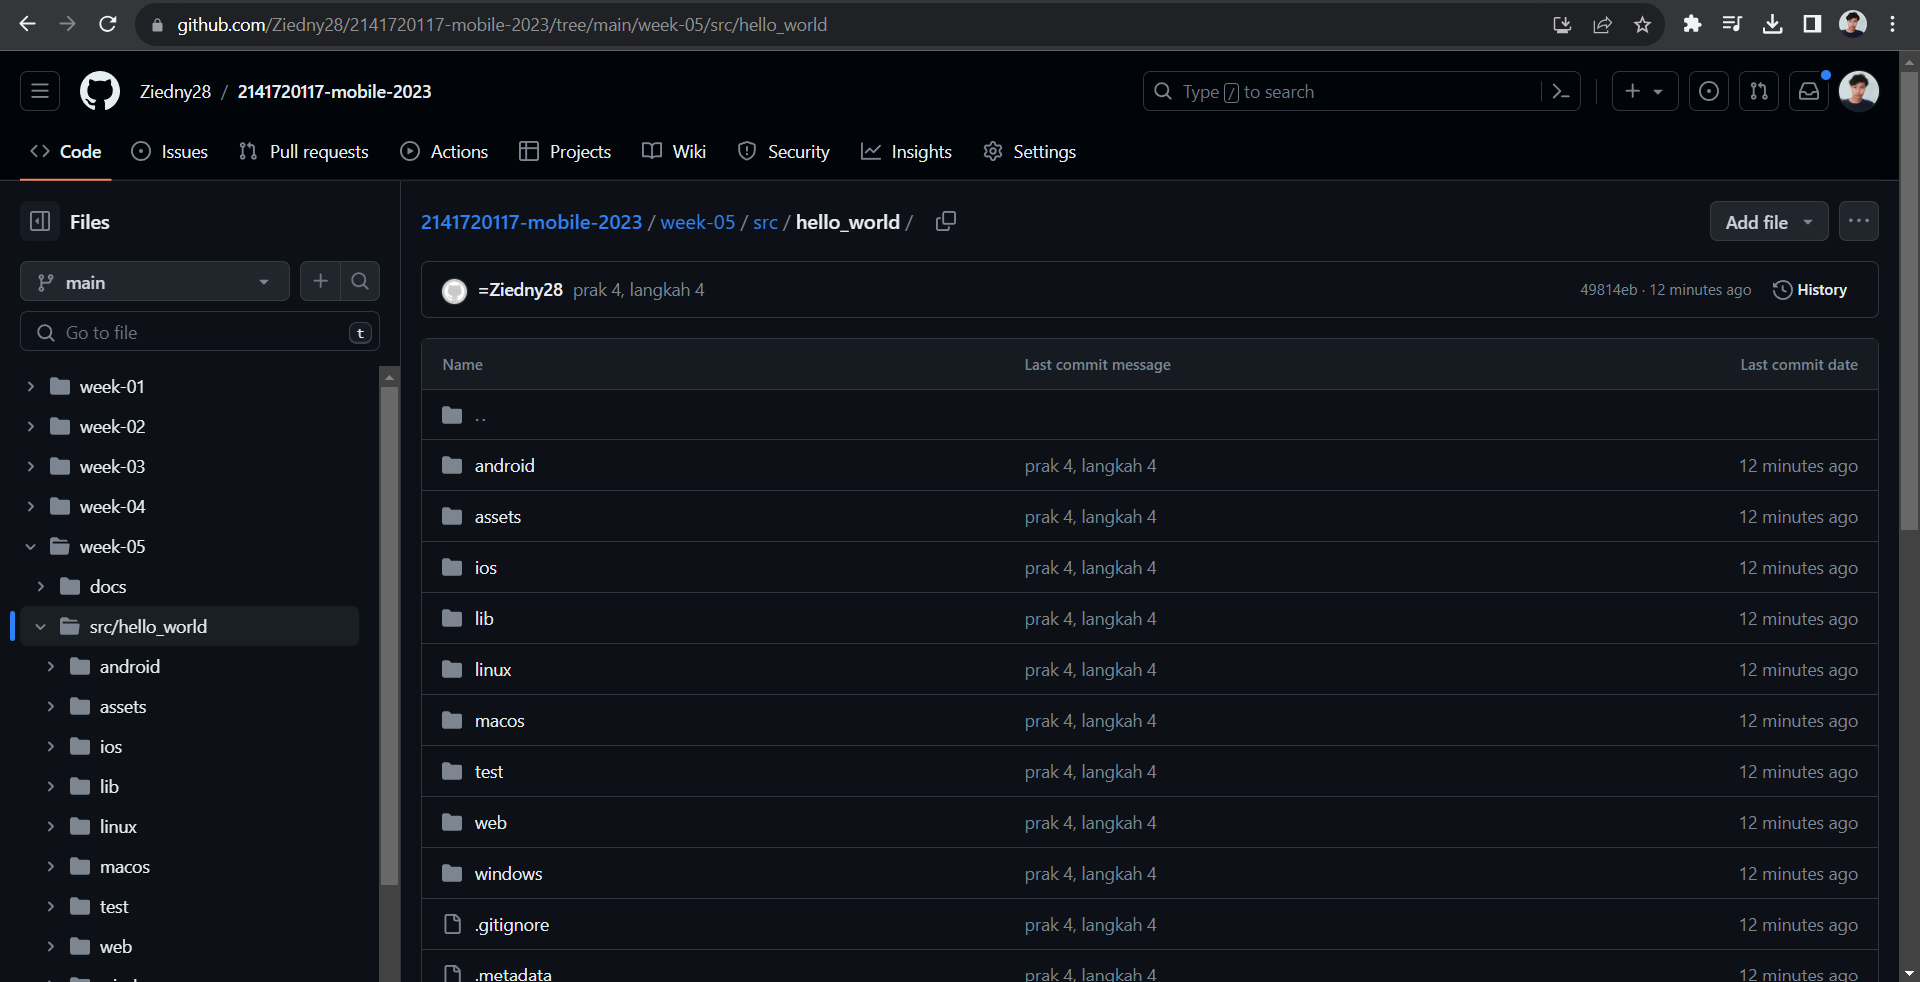 github.com/Ziedny28/2141720117-mobile-2023/tree/main/week-05/src/hello_world
Ziedny28 / 2141720117-mobile-2023
Type / to search
Code Issues Pull requests Actions Projects Wiki Security Insights Settings
Files
main
Go to file t
week-01
week-02
week-03
week-04
week-05
docs
src/hello_world
android
assets
ios
lib
linux
macos
test
web
2141720117-mobile-2023 / week-05 / src / hello_world /
Add file
=Ziedny28 prak 4, langkah 4
49814eb · 12 minutes ago History
Name Last commit message Last commit date
..
android prak 4, langkah 4 12 minutes ago
assets prak 4, langkah 4 12 minutes ago
ios prak 4, langkah 4 12 minutes ago
lib prak 4, langkah 4 12 minutes ago
linux prak 4, langkah 4 12 minutes ago
macos prak 4, langkah 4 12 minutes ago
test prak 4, langkah 4 12 minutes ago
web prak 4, langkah 4 12 minutes ago
windows prak 4, langkah 4 12 minutes ago
.gitignore prak 4, langkah 4 12 minutes ago
.metadata prak 4, langkah 4 12 minutes ago